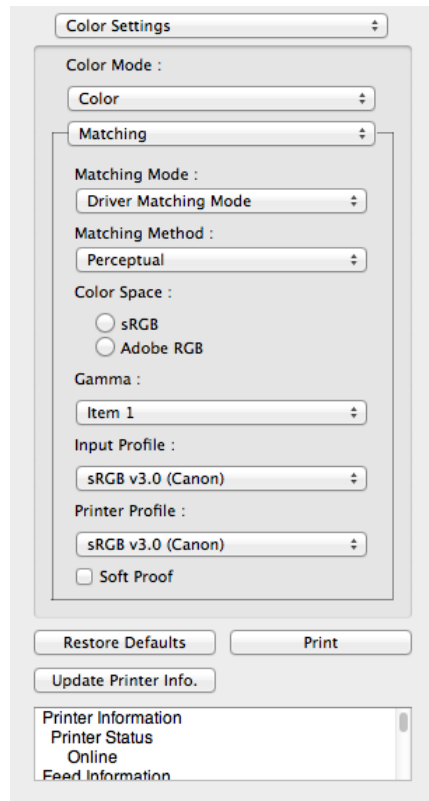 Color Settings
Color Mode :
Color
Matching
Matching Mode :
Driver Matching Mode
Matching Method :
Perceptual
Color Space :
sRGB
Adobe RGB
Gamma :
Item 1
Input Profile :
sRGB v3.0 (Canon)
Printer Profile :
sRGB v3.0 (Canon)
Soft Proof
Restore Defaults Print
Update Printer Info.
Printer Information
Printer Status
Online
Feed Information